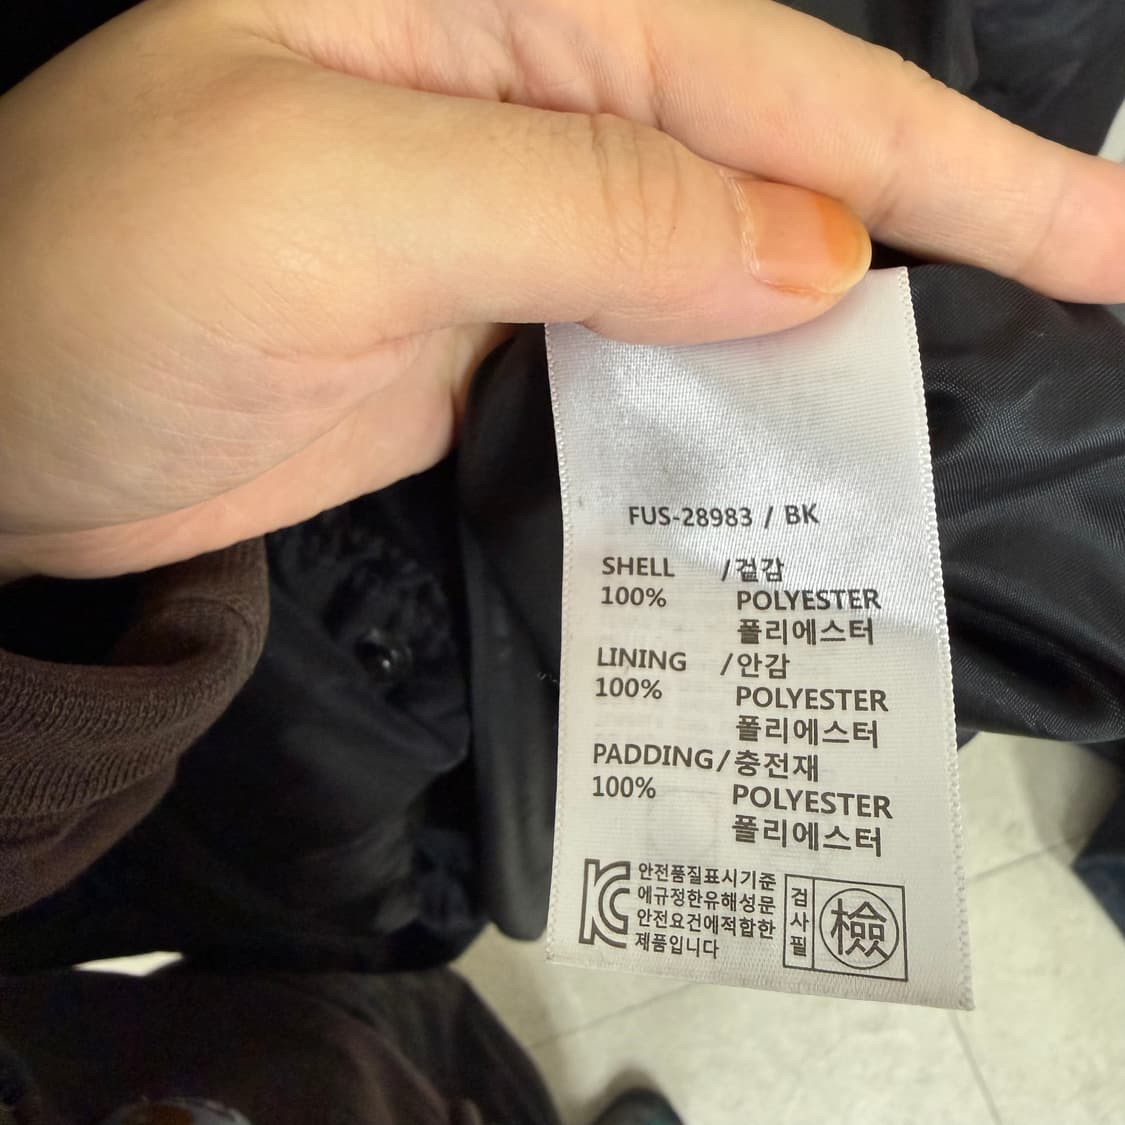 FUS-28983 / BK
SHELL /겉감
100% POLYESTER
폴리에스터
LINING /안감
100% POLYESTER
폴리에스터
PADDING/충전재
100% POLYESTER
폴리에스터
안전품질표시기준
에규정한유해성문
안전요건에적합한
제품입니다
검사필
檢